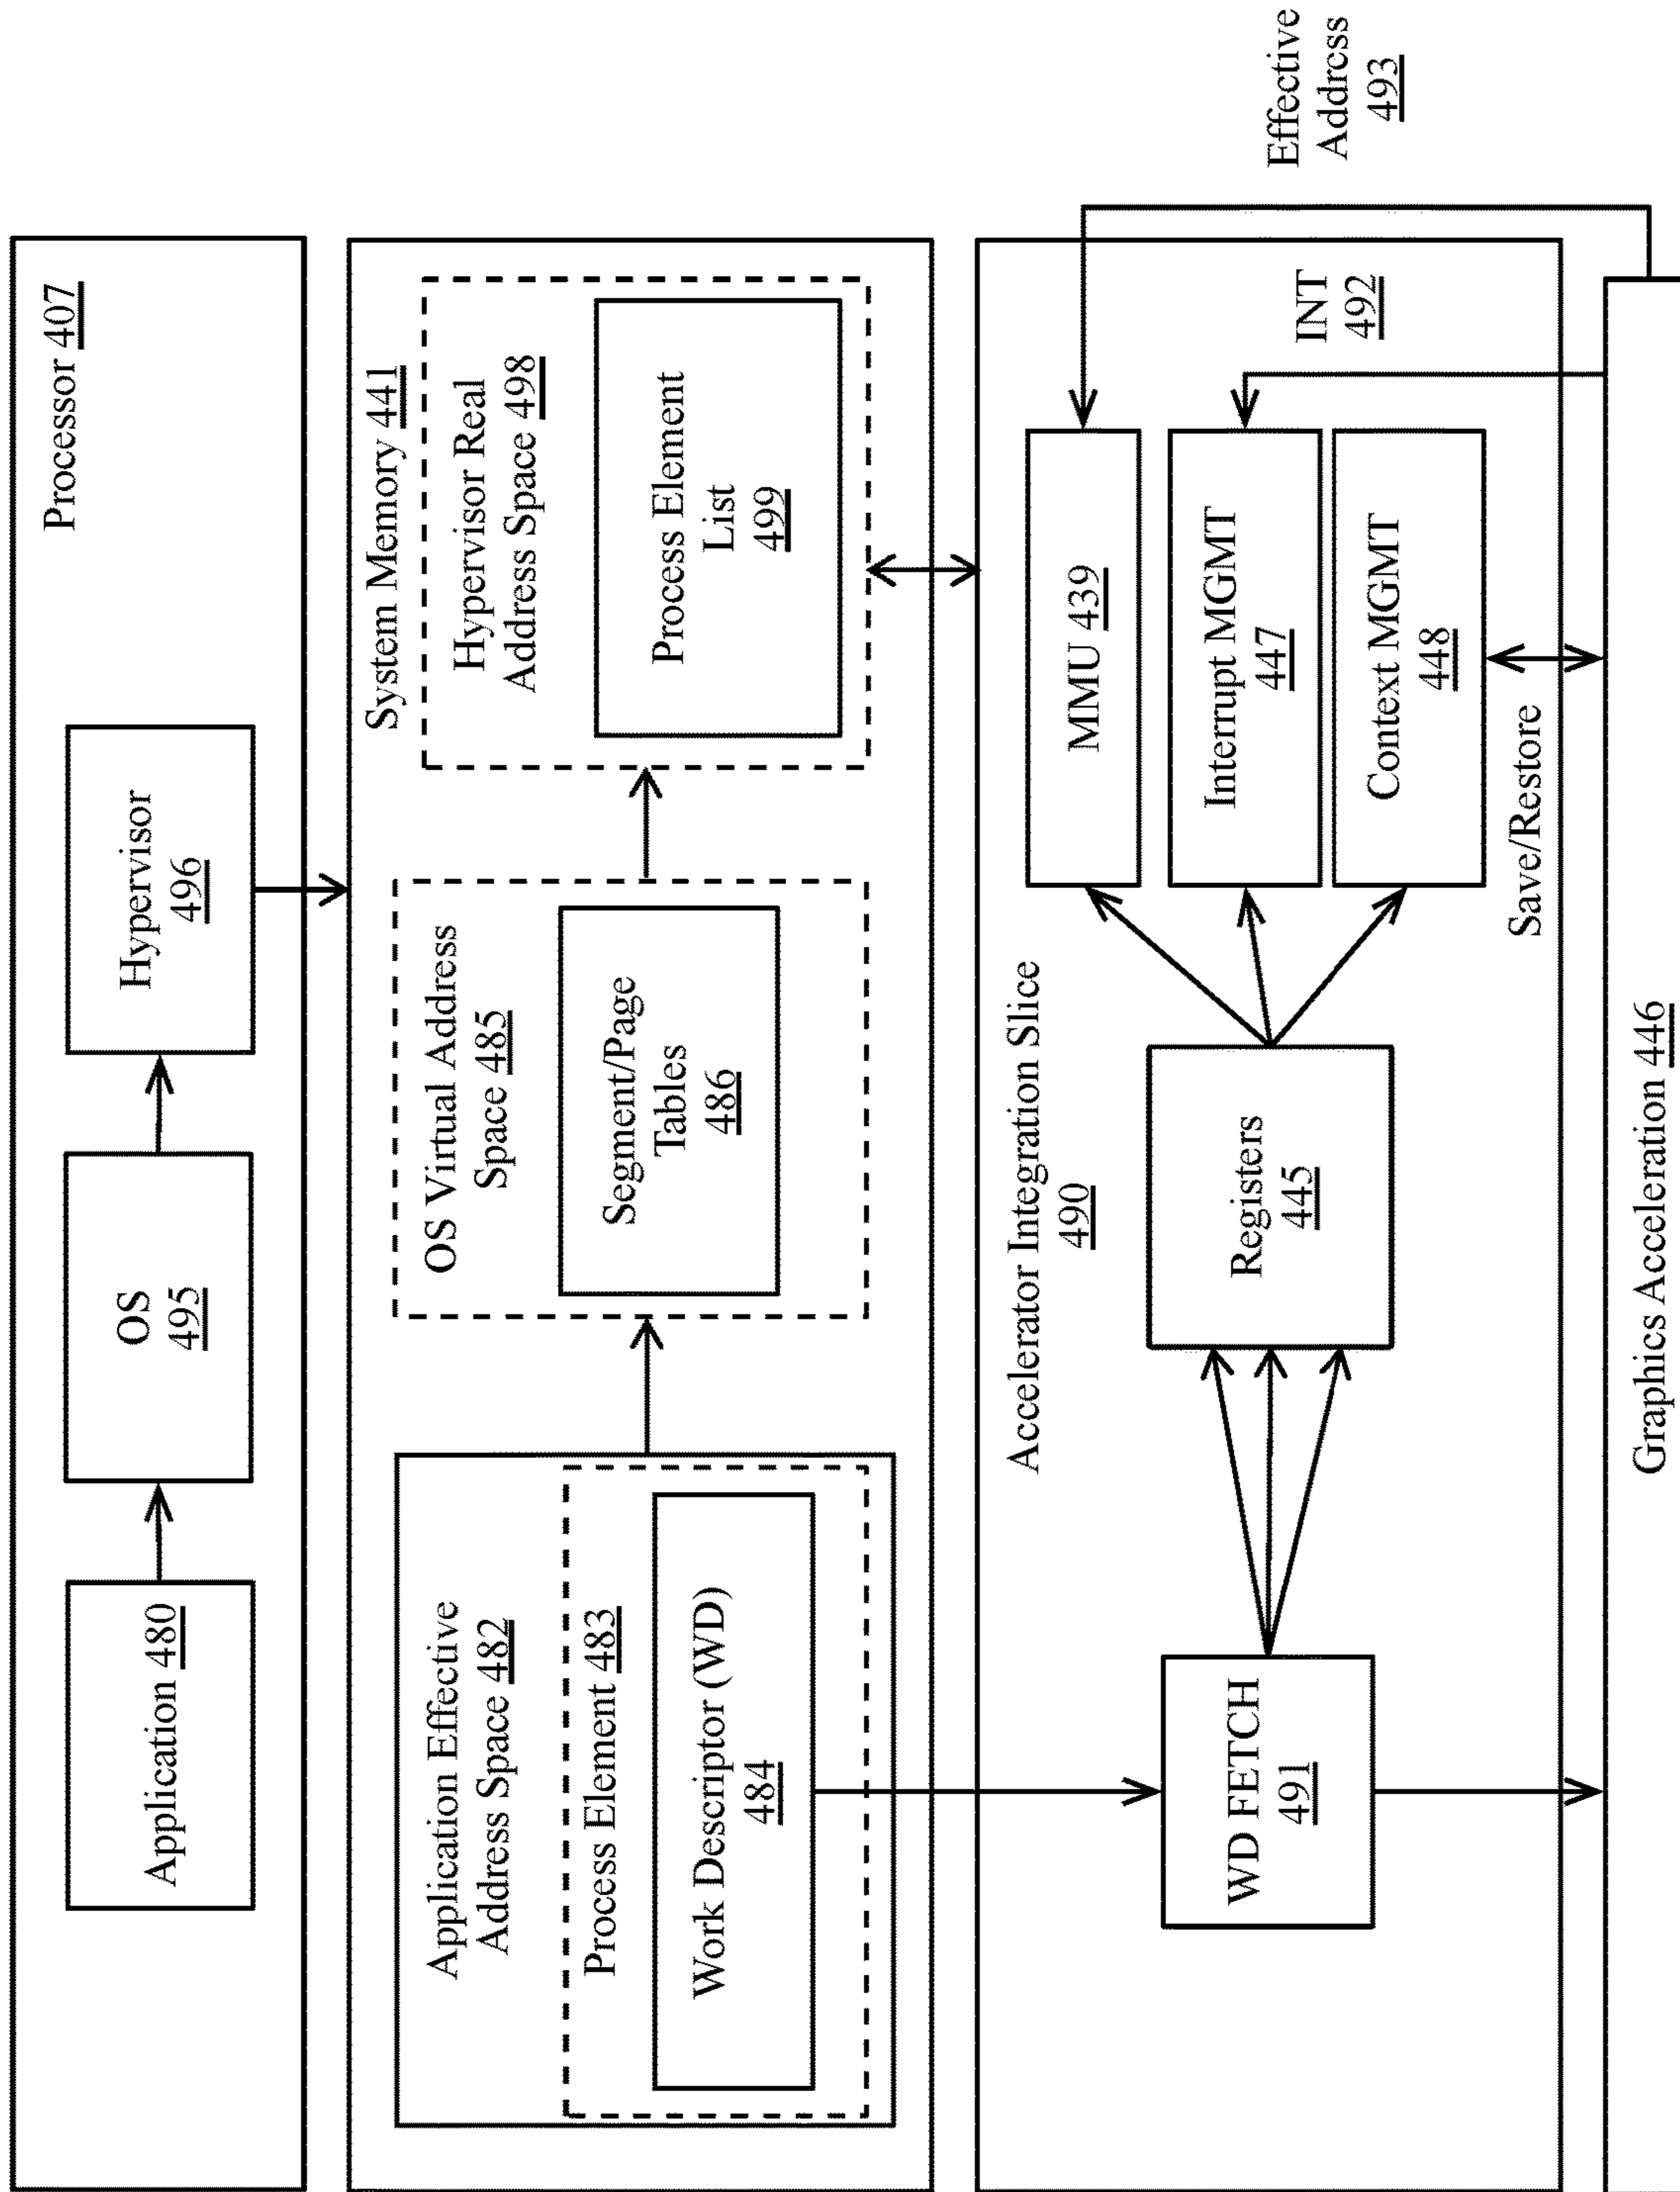 Processor 407
Application 480
OS
495
Hypervisor
496
System Memory 441
Application Effective
Address Space 482
Process Element 483
Work Descriptor (WD)
484
OS Virtual Address
Space 485
Segment/Page
Tables
486
Hypervisor Real
Address Space 498
Process Element
List
499
Accelerator Integration Slice
490
WD FETCH
491
Registers
445
MMU 439
Interrupt MGMT
447
Context MGMT
448
INT
492
Effective
Address
493
Save/Restore
Graphics Acceleration 446